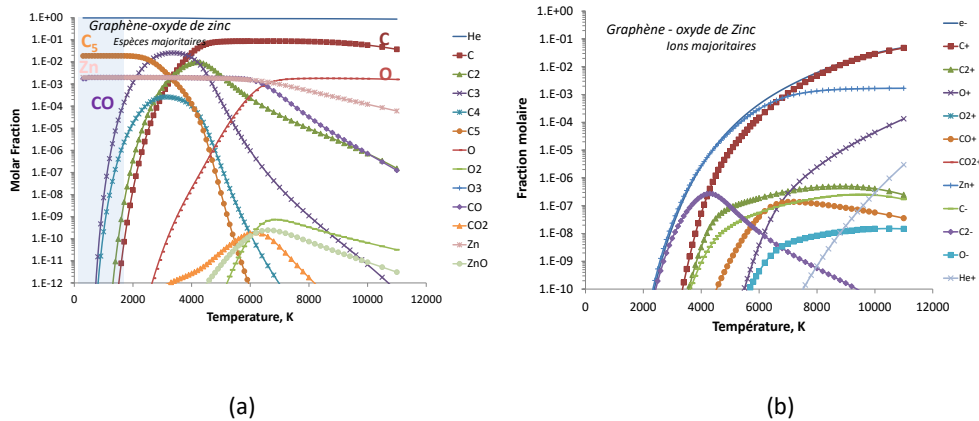 Graphène-oxyde de zinc
Espèces majoritaires
C5
Zn
CO
C
O
Molar Fraction
1.E+00
1.E-01
1.E-02
1.E-03
1.E-04
1.E-05
1.E-06
1.E-07
1.E-08
1.E-09
1.E-10
1.E-11
1.E-12
0 2000 4000 6000 8000 10000 12000
Temperature, K
He
C
C2
C3
C4
C5
O
O2
O3
CO
CO2
Zn
ZnO
(a)
Graphène - oxyde de Zinc
Ions majoritaires
Fraction molaire
1.E+00
1.E-01
1.E-02
1.E-03
1.E-04
1.E-05
1.E-06
1.E-07
1.E-08
1.E-09
1.E-10
0 2000 4000 6000 8000 10000 12000
Température, K
e-
C+
C2+
O+
O2+
CO+
CO2+
Zn+
C-
C2-
O-
He+
(b)